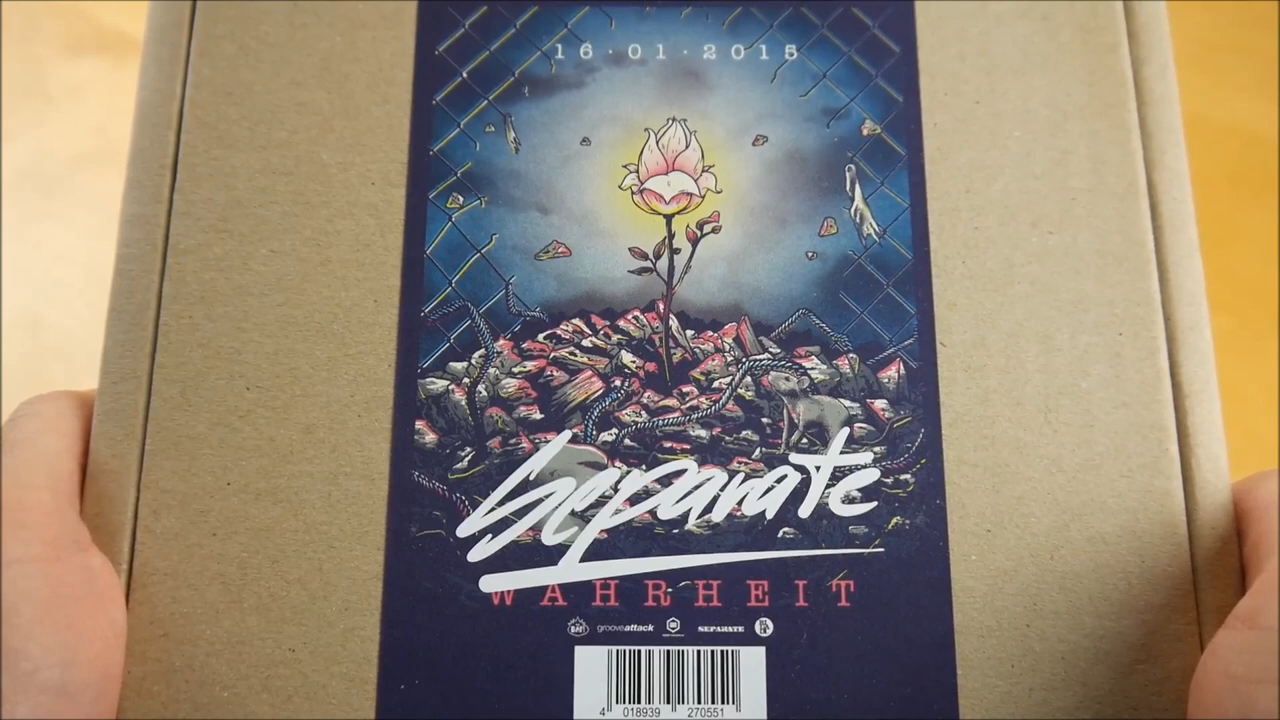 16·01·2015
Separate
WAHRHEIT
grooveattack SEPARATE
4 018939 270551